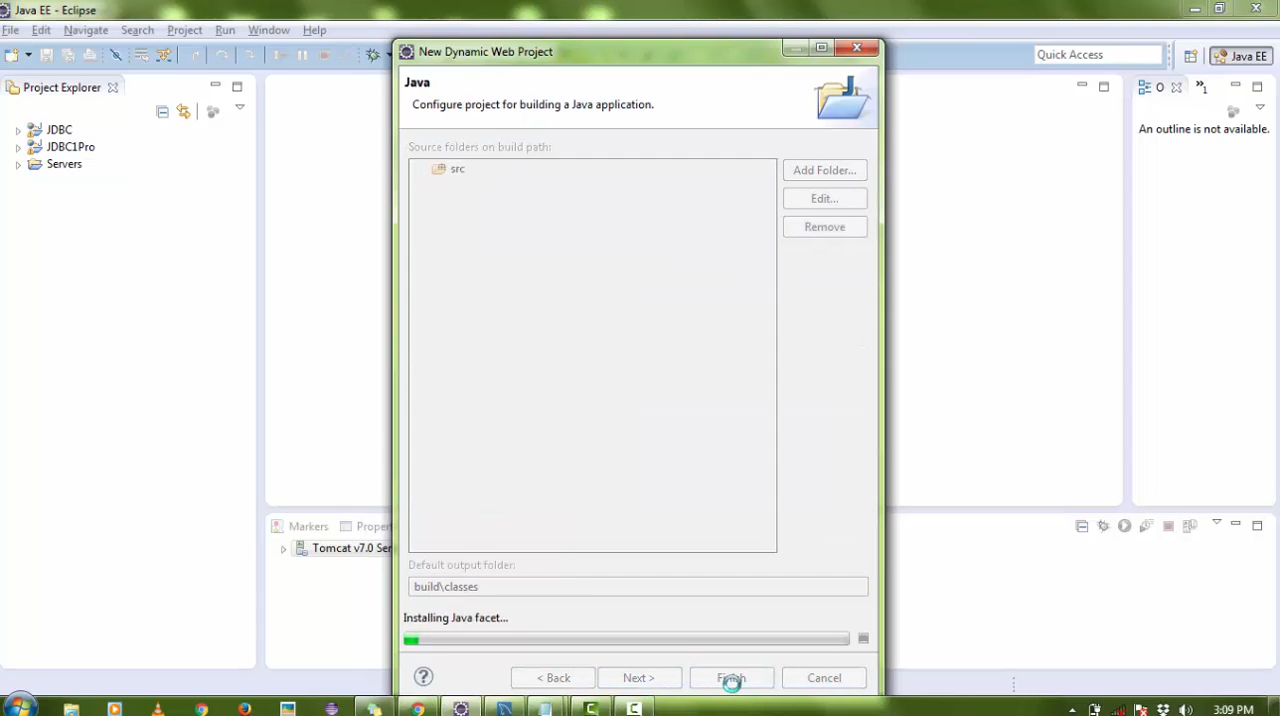 Java EE - Eclipse
File Edit Navigate Search Project Run Window Help
Quick Access
Java EE
Project Explorer
JDBC
JDBC1Pro
Servers
New Dynamic Web Project
Java
Configure project for building a Java application.
Source folders on build path:
src
Add Folder...
Edit...
Remove
Default output folder:
build\classes
Installing Java facet...
< Back Next > Finish Cancel
O 1
An outline is not available.
Markers Proper
Tomcat v7.0 Ser
3:09 PM